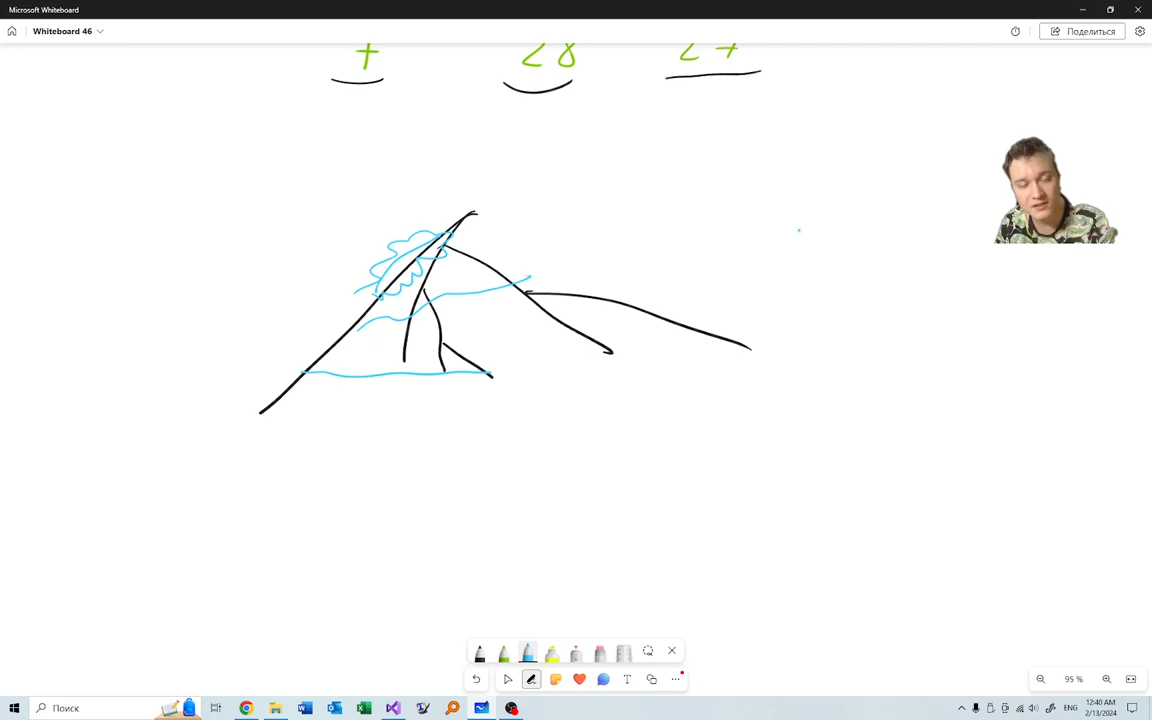 Microsoft Whiteboard
Whiteboard 46
Поделиться
28
95 %
Поиск
ENG
12:40 AM
2/13/2024